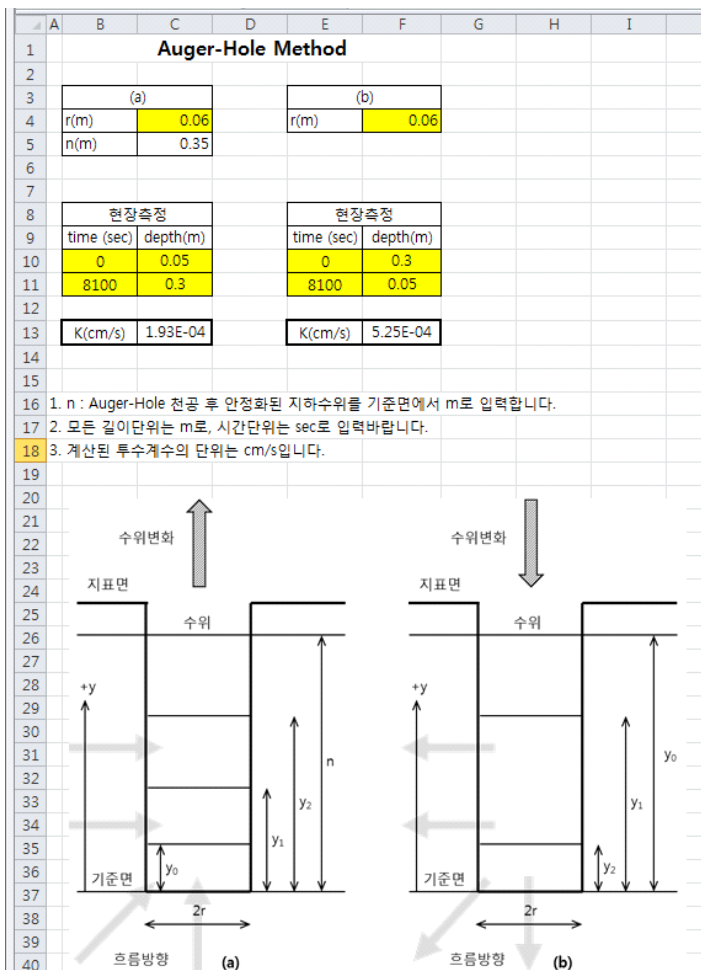 A B C D E F G H I
1 Auger-Hole Method
2
3 (a) (b)
4 r(m) 0.06 r(m) 0.06
5 n(m) 0.35
6
7
8 현장측정 현장측정
9 time (sec) depth(m) time (sec) depth(m)
10 0 0.05 0 0.3
11 8100 0.3 8100 0.05
12
13 K(cm/s) 1.93E-04 K(cm/s) 5.25E-04
14
15
16 1. n : Auger-Hole 천공 후 안정화된 지하수위를 기준면에서 m로 입력합니다.
17 2. 모든 길이단위는 m로, 시간단위는 sec로 입력바랍니다.
18 3. 계산된 투수계수의 단위는 cm/s입니다.
19
20
21
22 수위변화 수위변화
23
24 지표면 지표면
25 수위 수위
26
27
28 +y +y
29
30
31 n y₀
32
33 y₂ y₁
34
35 y₁
36 y₀ y₂
기준면 기준면
37
38 2r 2r
39
40 흐름방향 (a) 흐름방향 (b)